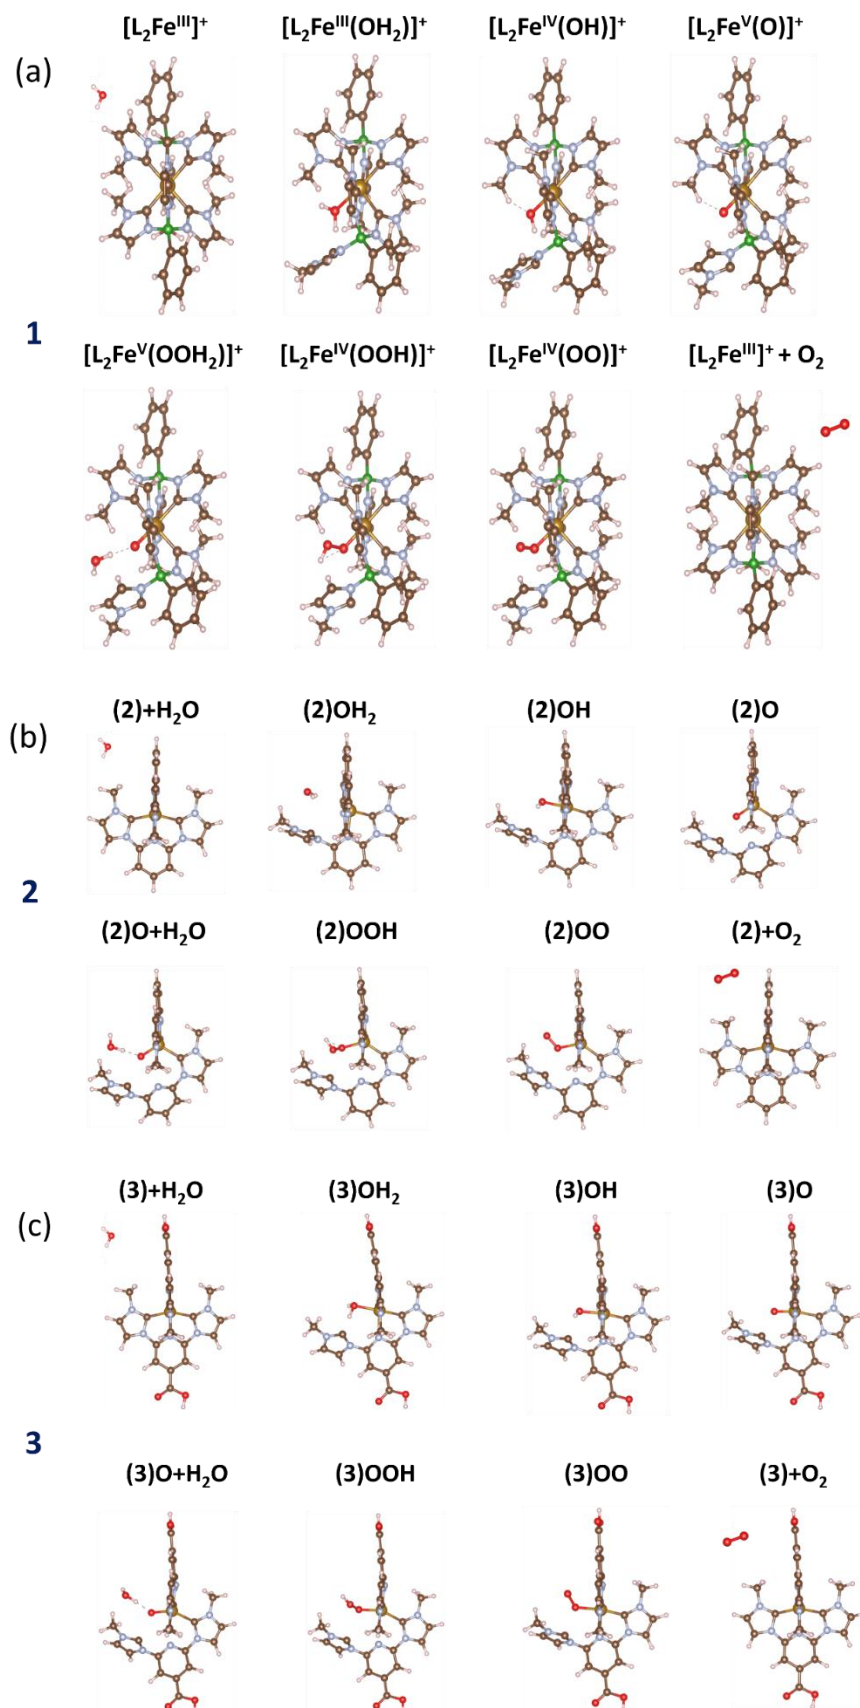 [L₂Feᴵᴵᴵ]⁺ [L₂Feᴵᴵᴵ(OH₂)]⁺ [L₂Feᴵⱽ(OH)]⁺ [L₂Feⱽ(O)]⁺
(a)
1
[L₂Feⱽ(OOH₂)]⁺ [L₂Feᴵⱽ(OOH)]⁺ [L₂Feᴵⱽ(OO)]⁺ [L₂Feᴵᴵᴵ]⁺ + O₂
(b)
(2)+H₂O (2)OH₂ (2)OH (2)O
2
(2)O+H₂O (2)OOH (2)OO (2)+O₂
(c)
(3)+H₂O (3)OH₂ (3)OH (3)O
3
(3)O+H₂O (3)OOH (3)OO (3)+O₂